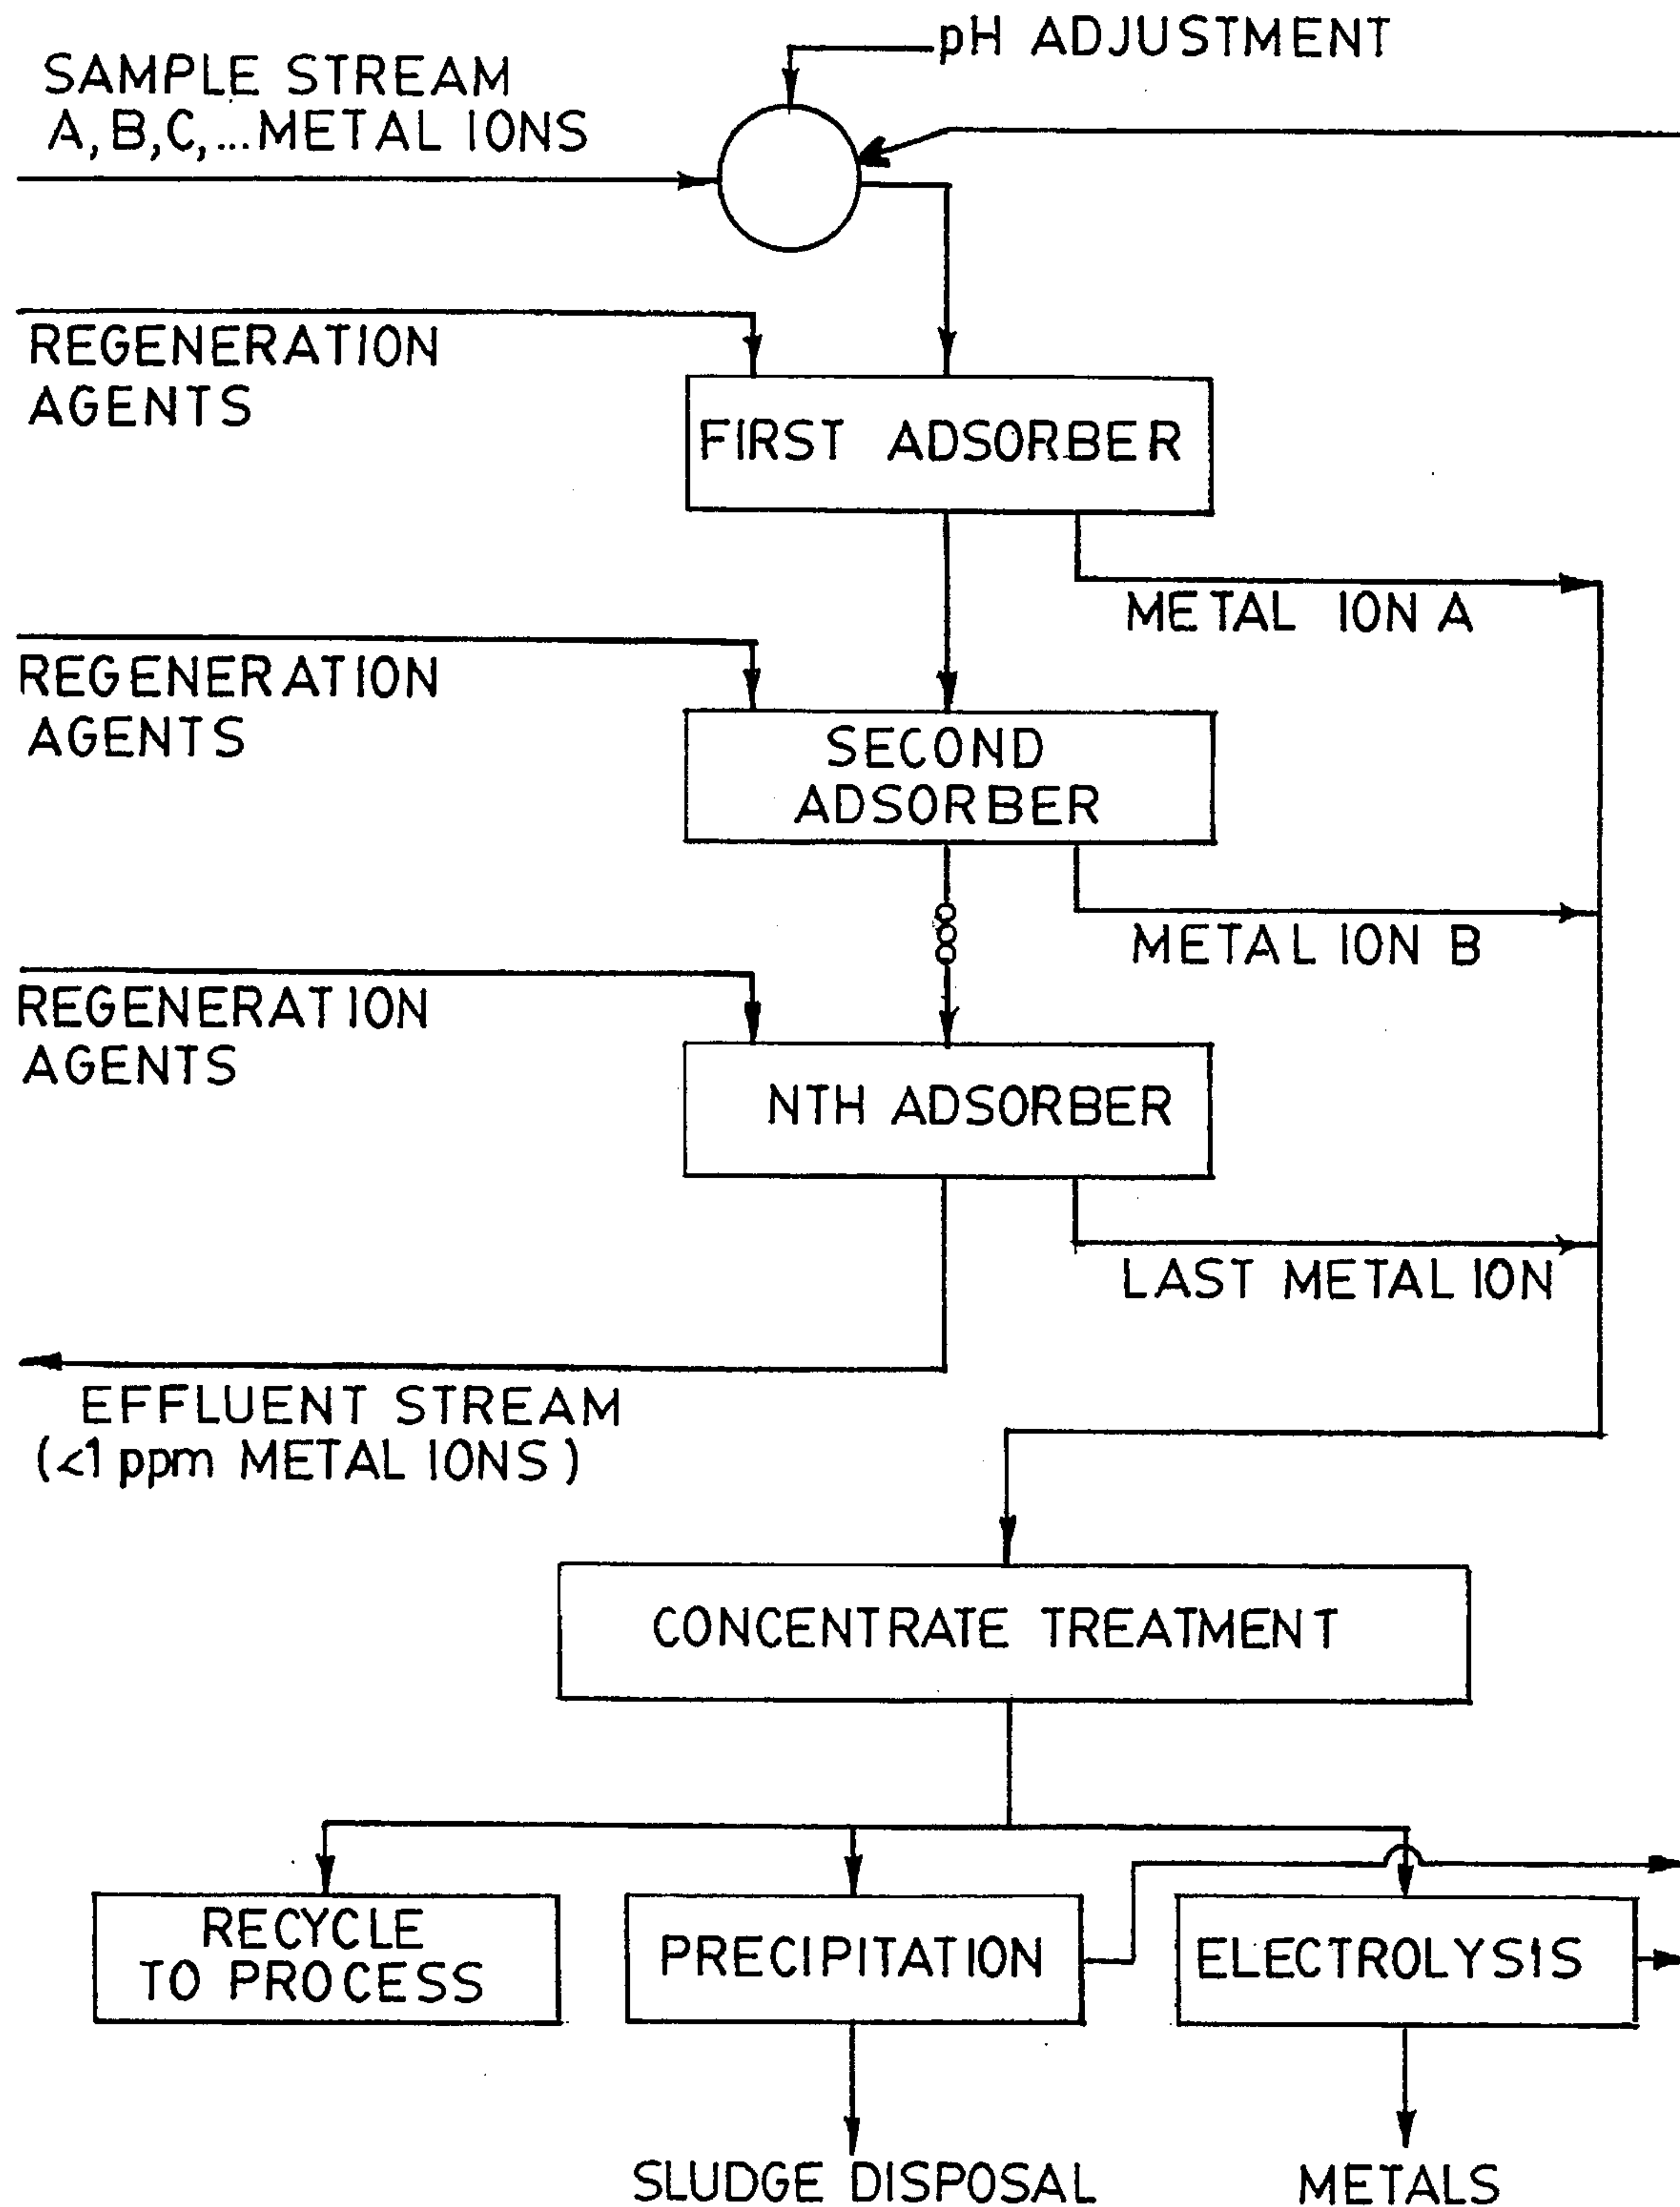 pH ADJUSTMENT
SAMPLE STREAM
A, B, C, ... METAL IONS
REGENERATION
AGENTS
FIRST ADSORBER
METAL ION A
REGENERATION
AGENTS
SECOND
ADSORBER
METAL ION B
REGENERATION
AGENTS
NTH ADSORBER
LAST METAL ION
EFFLUENT STREAM
(<1 ppm METAL IONS)
CONCENTRATE TREATMENT
RECYCLE
TO PROCESS
PRECIPITATION
ELECTROLYSIS
SLUDGE DISPOSAL
METALS